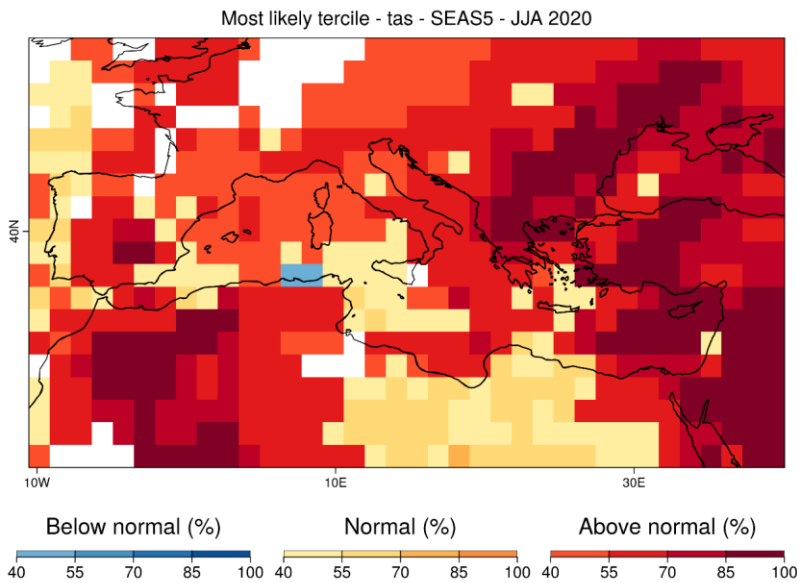 Most likely tercile - tas - SEAS5 - JJA 2020
40N
10W 10E 30E
Below normal (%) Normal (%) Above normal (%)
40 55 70 85 100 40 55 70 85 100 40 55 70 85 100